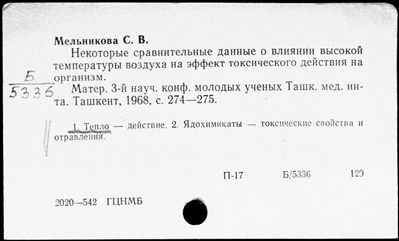 Мельникова С. В.
Некоторые сравнительные данные о влиянии высокой
температуры воздуха на эффект токсического действия на
организм.
Б
5336
Матер. 3-й науч. конф. молодых ученых Ташк. мед. ин-
та. Ташкент, 1968, с. 274—275.
1. Тепло — действие. 2. Ядохимикаты — токсические свойства и
отравления.
П-17 Б/5336 129
2020—542 ГЦНМБ